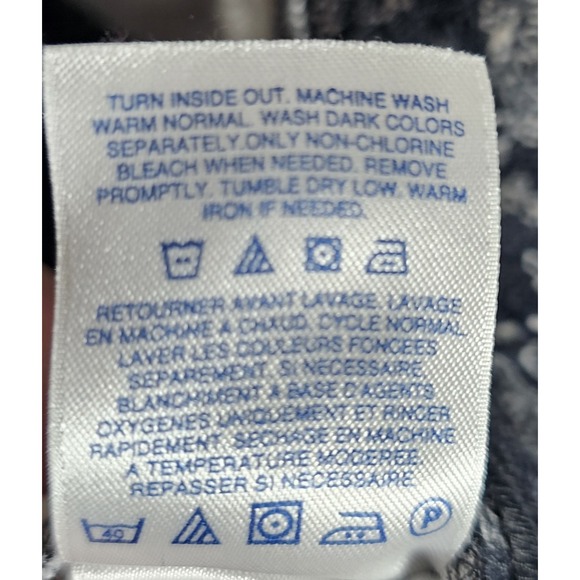 TURN INSIDE OUT. MACHINE WASH
WARM NORMAL. WASH DARK COLORS
SEPARATELY.ONLY NON-CHLORINE
BLEACH WHEN NEEDED. REMOVE
PROMPTLY. TUMBLE DRY LOW. WARM
IRON IF NEEDED.
RETOURNER AVANT LAVAGE. LAVAGE
EN MACHINE A CHAUD. CYCLE NORMAL.
LAVER LES COULEURS FONCEES
SEPAREMENT. SI NECESSAIRE
BLANCHIMENT A BASE D'AGENTS
OXYGENES UNIQUEMENT ET RINCER
RAPIDEMENT. SECHAGE EN MACHINE
A TEMPERATURE MODEREE.
REPASSER SI NECESSAIRE.
40 P